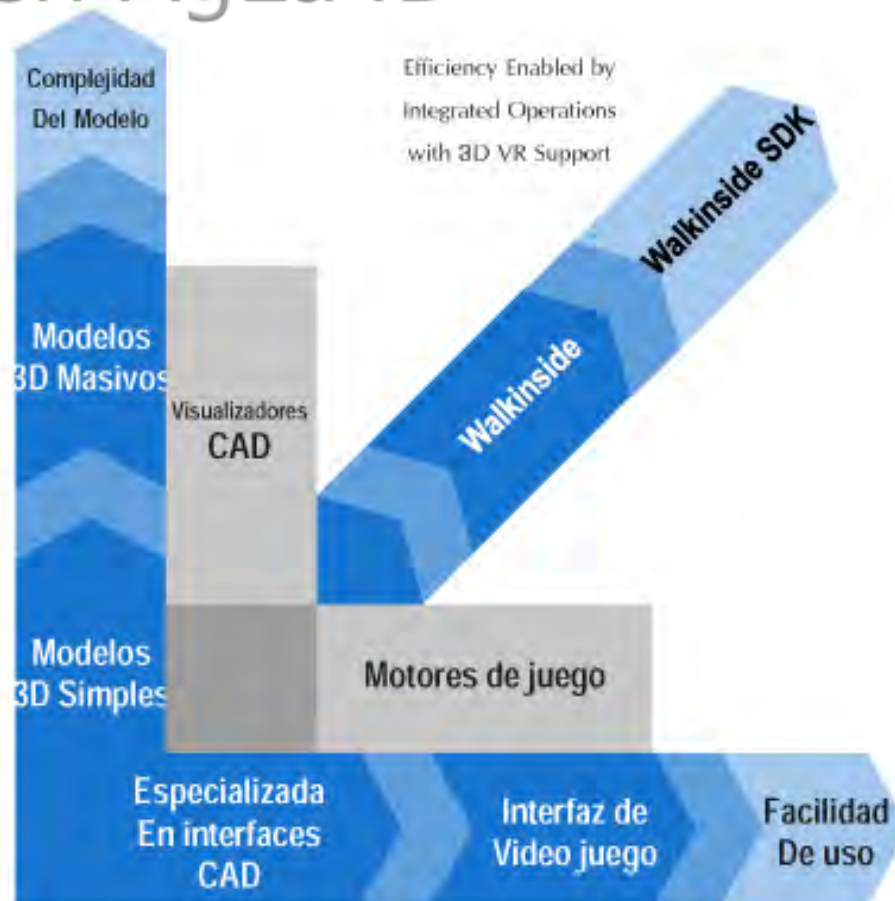 Complejidad
Del Modelo
Efficiency Enabled by
Integrated Operations
with 3D VR Support
Walkinside SDK
Walkinside
Modelos
3D Masivos
Visualizadores
CAD
Modelos
3D Simples
Motores de juego
Especializada
En interfaces
CAD
Interfaz de
Video juego
Facilidad
De uso